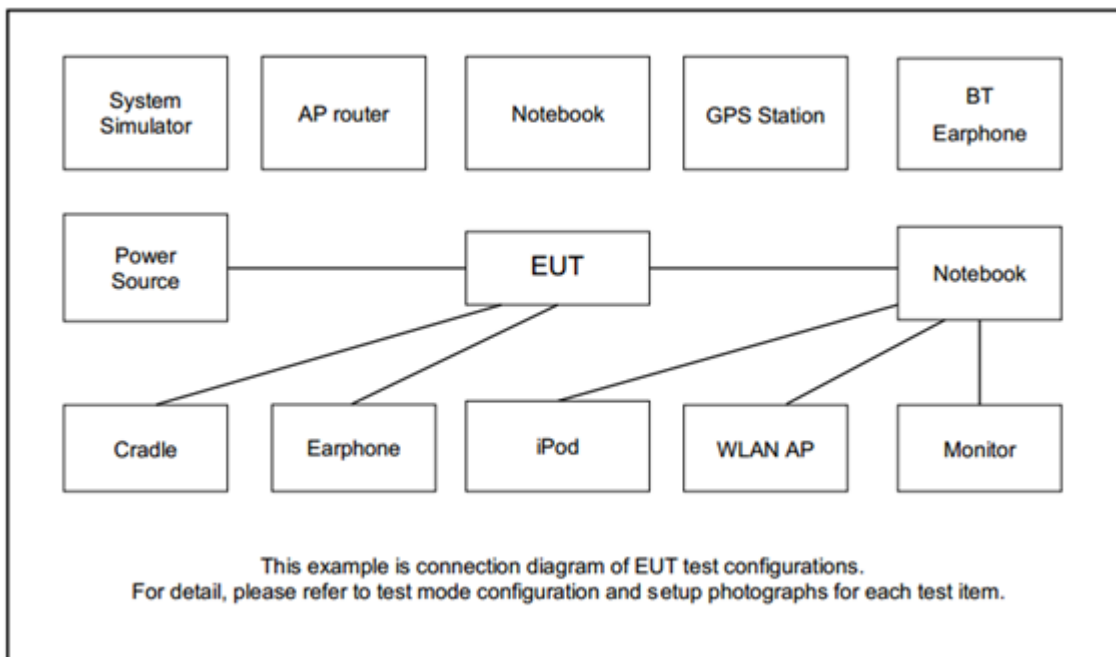 System
Simulator
AP router
Notebook
GPS Station
BT
Earphone
Power
Source
EUT
Notebook
Cradle
Earphone
iPod
WLAN AP
Monitor
This example is connection diagram of EUT test configurations.
For detail, please refer to test mode configuration and setup photographs for each test item.